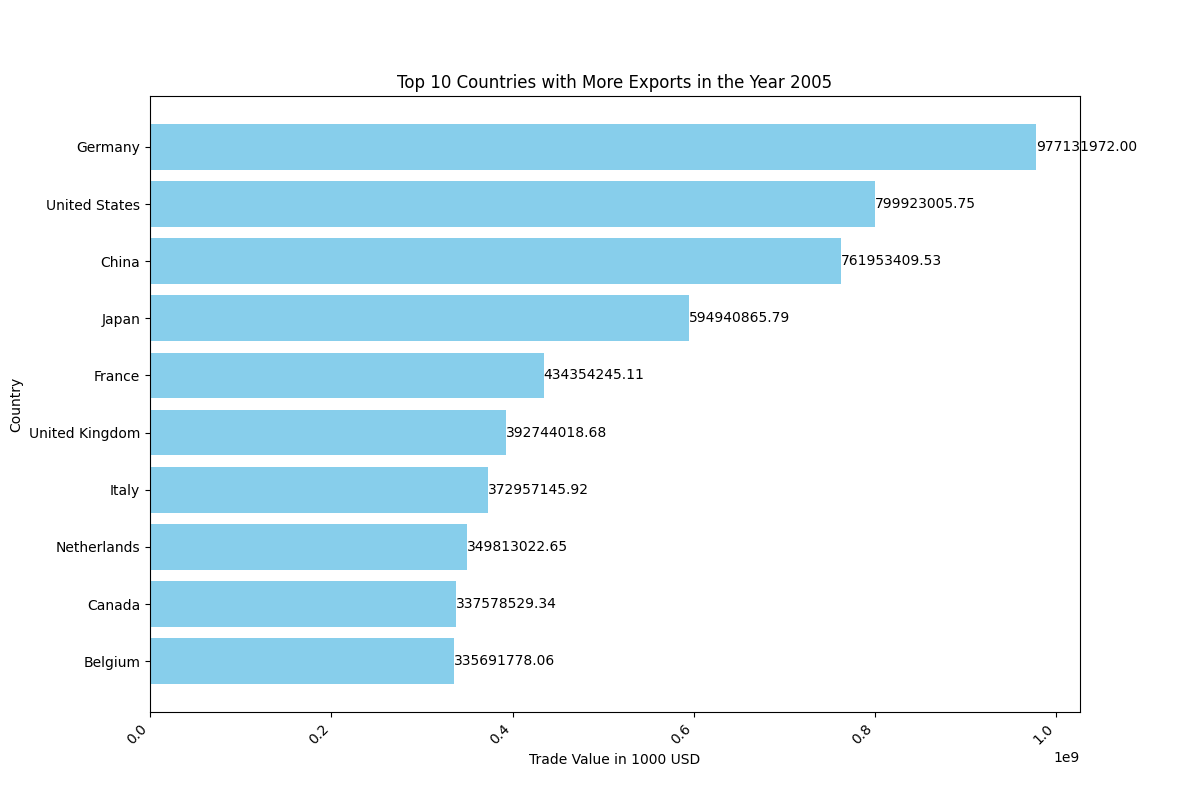 Top 10 Countries with More Exports in the Year 2005
Germany 977131972.00
United States 799923005.75
China 761953409.53
Japan 594940865.79
France 434354245.11
United Kingdom 392744018.68
Italy 372957145.92
Netherlands 349813022.65
Canada 337578529.34
Belgium 335691778.06
Country
0.0 0.2 0.4 0.6 0.8 1.0
1e9
Trade Value in 1000 USD